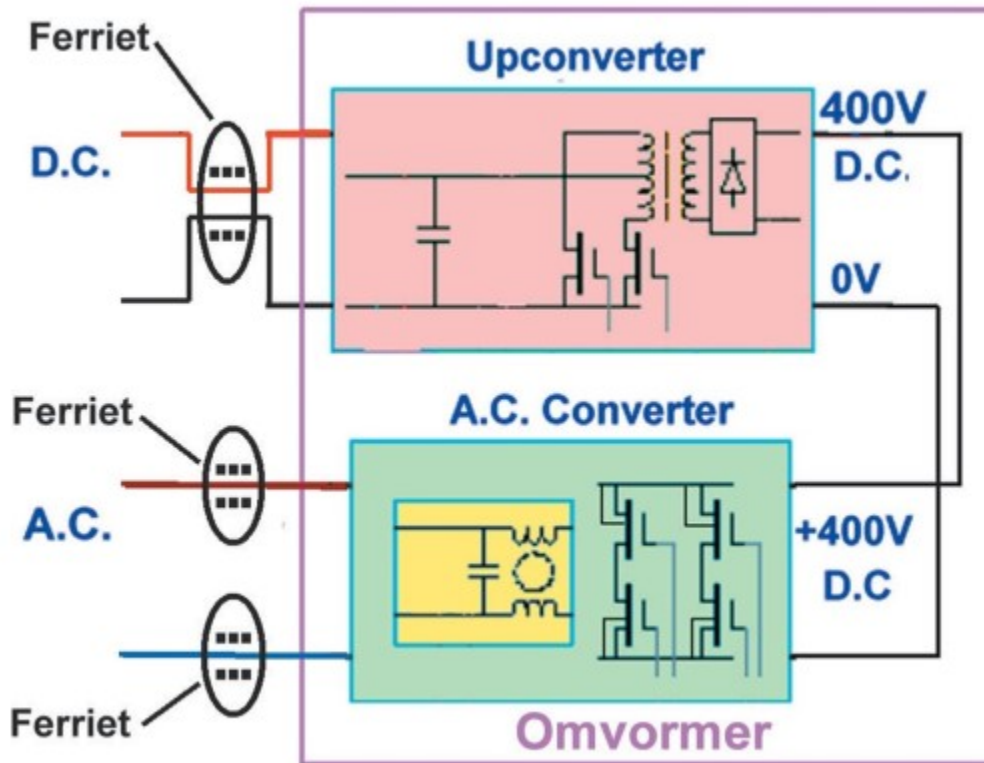 Ferriet
Upconverter
400V
D.C.
D.C.
0V
Ferriet
A.C. Converter
A.C.
+400V
D.C
Ferriet
Omvormer